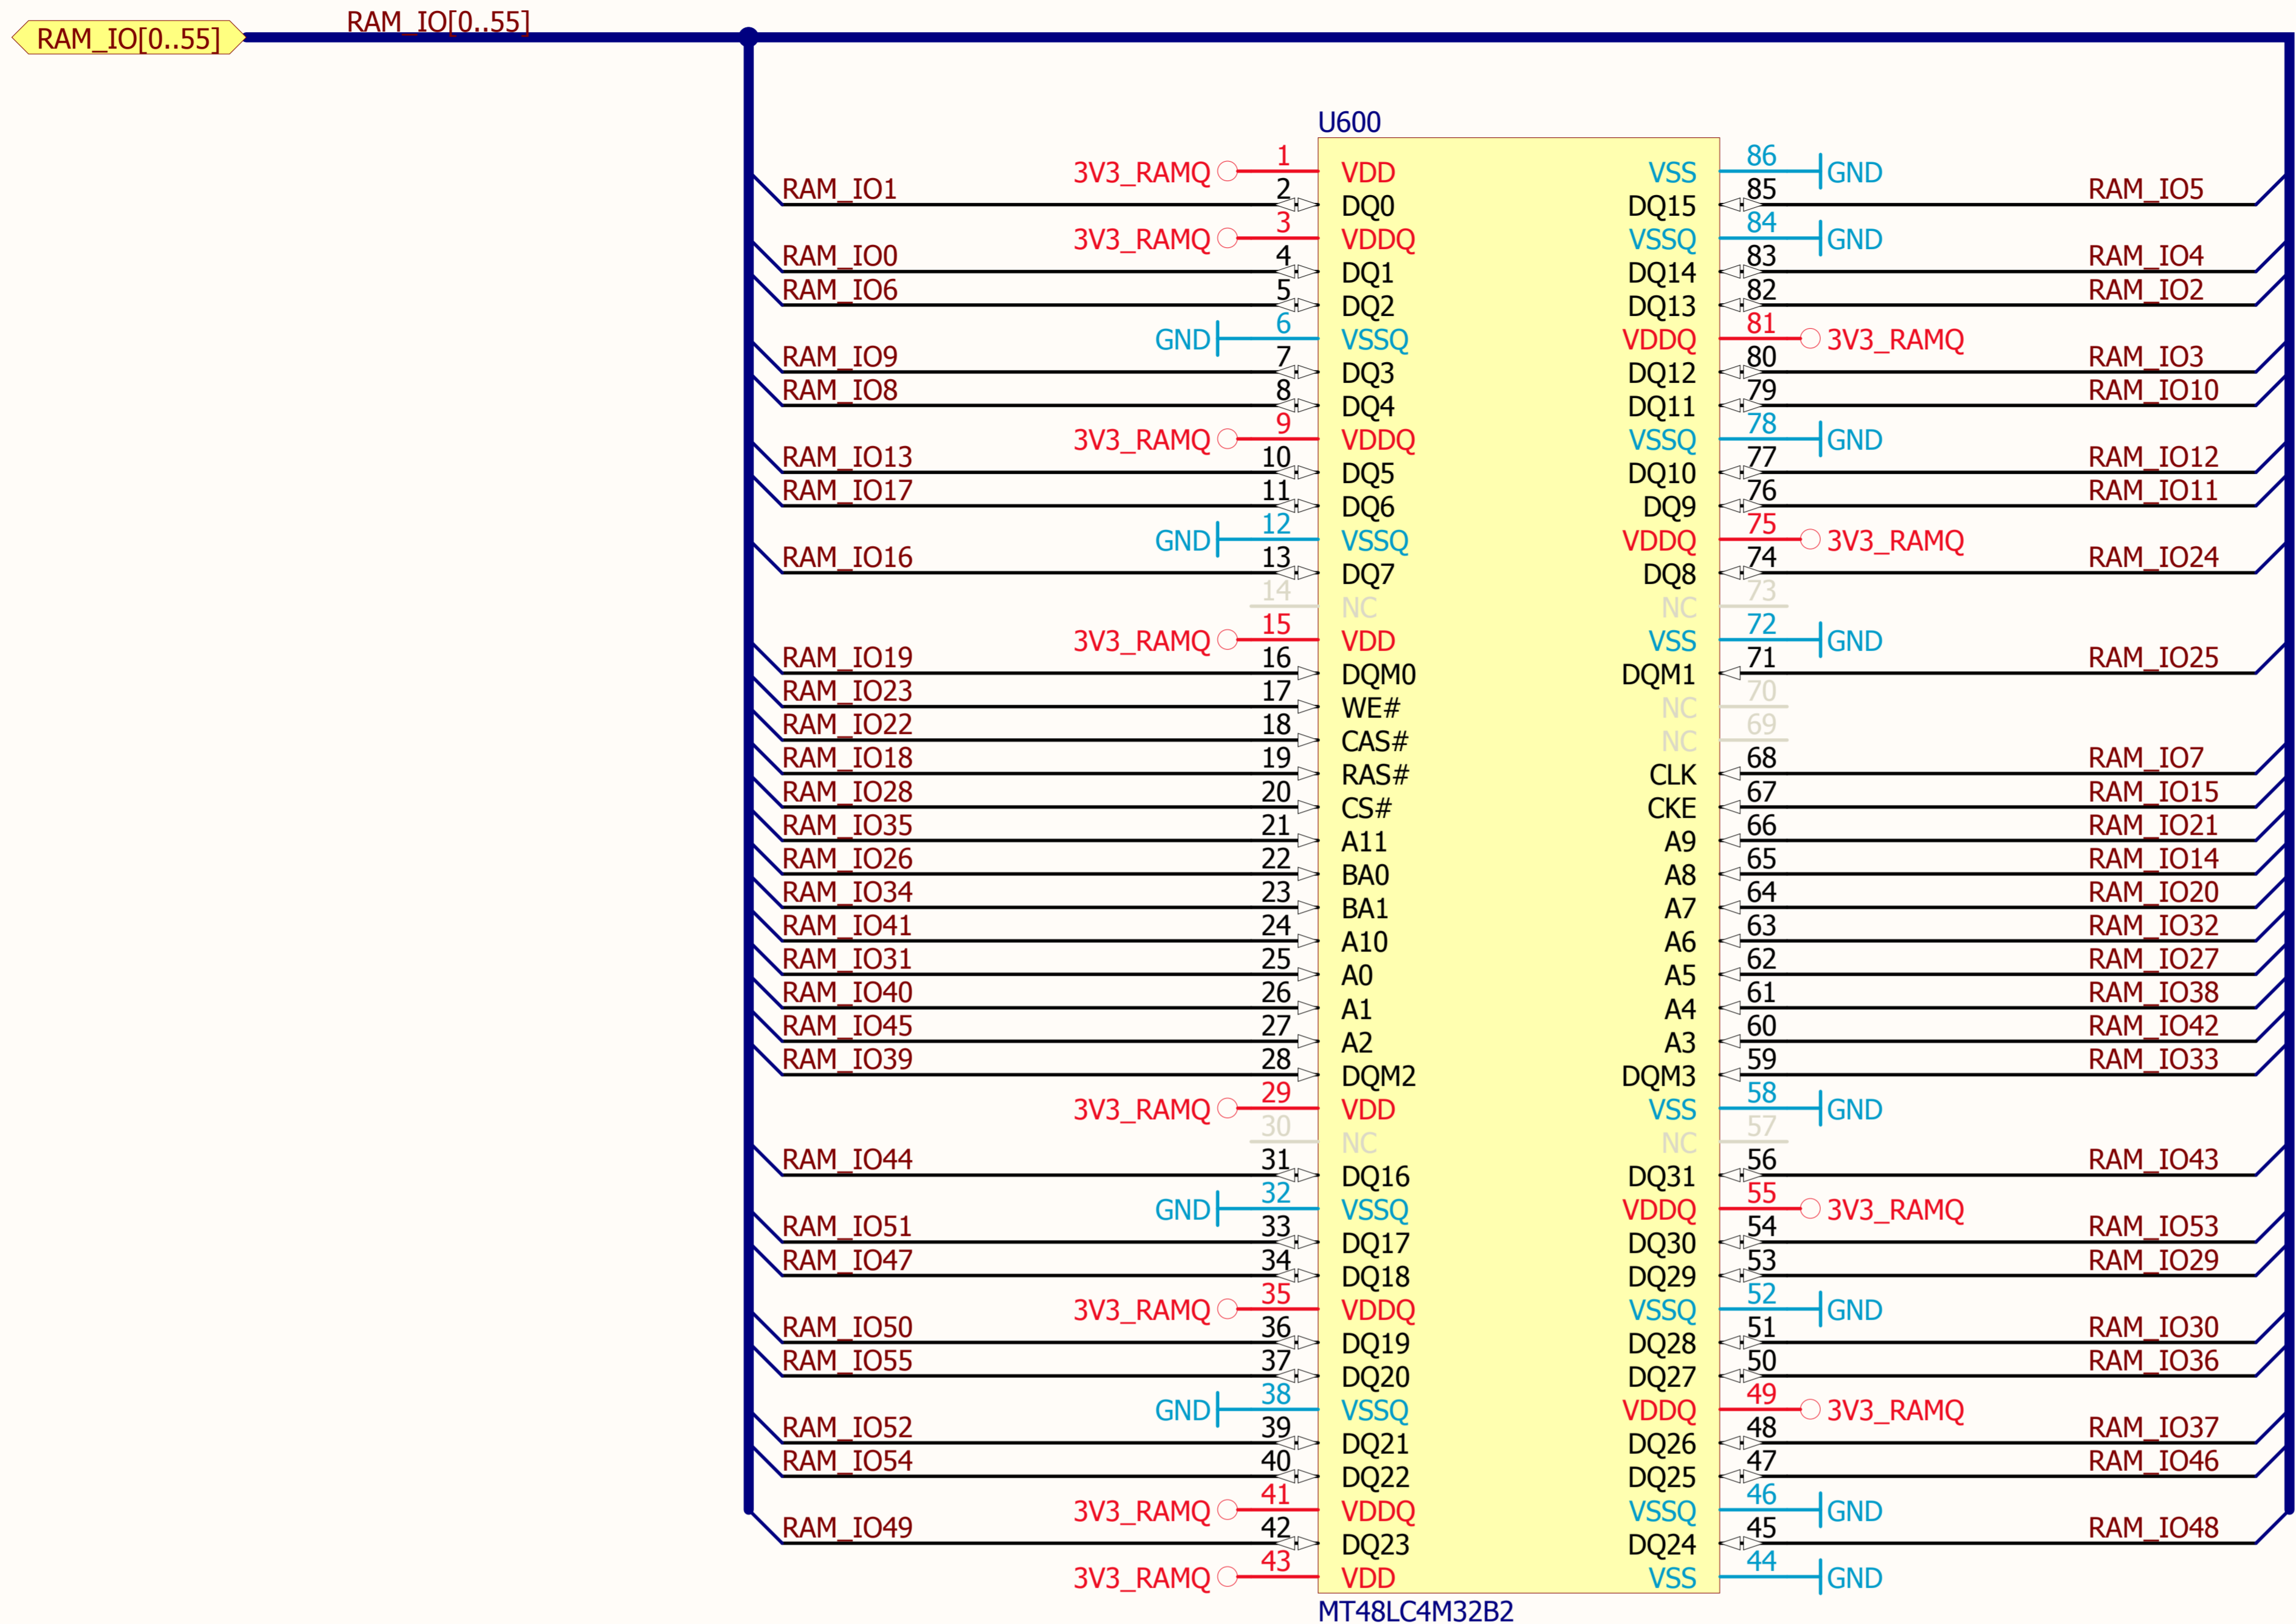 RAM_IO[0..55] RAM_IO[0..55]
U600
3V3_RAMQ 1 VDD VSS 86 GND
RAM_IO1 2 DQ0 DQ15 85 RAM_IO5
3V3_RAMQ 3 VDDQ VSSQ 84 GND
RAM_IO0 4 DQ1 DQ14 83 RAM_IO4
RAM_IO6 5 DQ2 DQ13 82 RAM_IO2
GND 6 VSSQ VDDQ 81 3V3_RAMQ
RAM_IO9 7 DQ3 DQ12 80 RAM_IO3
RAM_IO8 8 DQ4 DQ11 79 RAM_IO10
3V3_RAMQ 9 VDDQ VSSQ 78 GND
RAM_IO13 10 DQ5 DQ10 77 RAM_IO12
RAM_IO17 11 DQ6 DQ9 76 RAM_IO11
GND 12 VSSQ VDDQ 75 3V3_RAMQ
RAM_IO16 13 DQ7 DQ8 74 RAM_IO24
14 NC NC 73
3V3_RAMQ 15 VDD VSS 72 GND
RAM_IO19 16 DQM0 DQM1 71 RAM_IO25
RAM_IO23 17 WE# NC 70
RAM_IO22 18 CAS# NC 69
RAM_IO18 19 RAS# CLK 68 RAM_IO7
RAM_IO28 20 CS# CKE 67 RAM_IO15
RAM_IO35 21 A11 A9 66 RAM_IO21
RAM_IO26 22 BA0 A8 65 RAM_IO14
RAM_IO34 23 BA1 A7 64 RAM_IO20
RAM_IO41 24 A10 A6 63 RAM_IO32
RAM_IO31 25 A0 A5 62 RAM_IO27
RAM_IO40 26 A1 A4 61 RAM_IO38
RAM_IO45 27 A2 A3 60 RAM_IO42
RAM_IO39 28 DQM2 DQM3 59 RAM_IO33
3V3_RAMQ 29 VDD VSS 58 GND
30 NC NC 57
RAM_IO44 31 DQ16 DQ31 56 RAM_IO43
GND 32 VSSQ VDDQ 55 3V3_RAMQ
RAM_IO51 33 DQ17 DQ30 54 RAM_IO53
RAM_IO47 34 DQ18 DQ29 53 RAM_IO29
3V3_RAMQ 35 VDDQ VSSQ 52 GND
RAM_IO50 36 DQ19 DQ28 51 RAM_IO30
RAM_IO55 37 DQ20 DQ27 50 RAM_IO36
GND 38 VSSQ VDDQ 49 3V3_RAMQ
RAM_IO52 39 DQ21 DQ26 48 RAM_IO37
RAM_IO54 40 DQ22 DQ25 47 RAM_IO46
3V3_RAMQ 41 VDDQ VSSQ 46 GND
RAM_IO49 42 DQ23 DQ24 45 RAM_IO48
3V3_RAMQ 43 VDD VSS 44 GND
MT48LC4M32B2